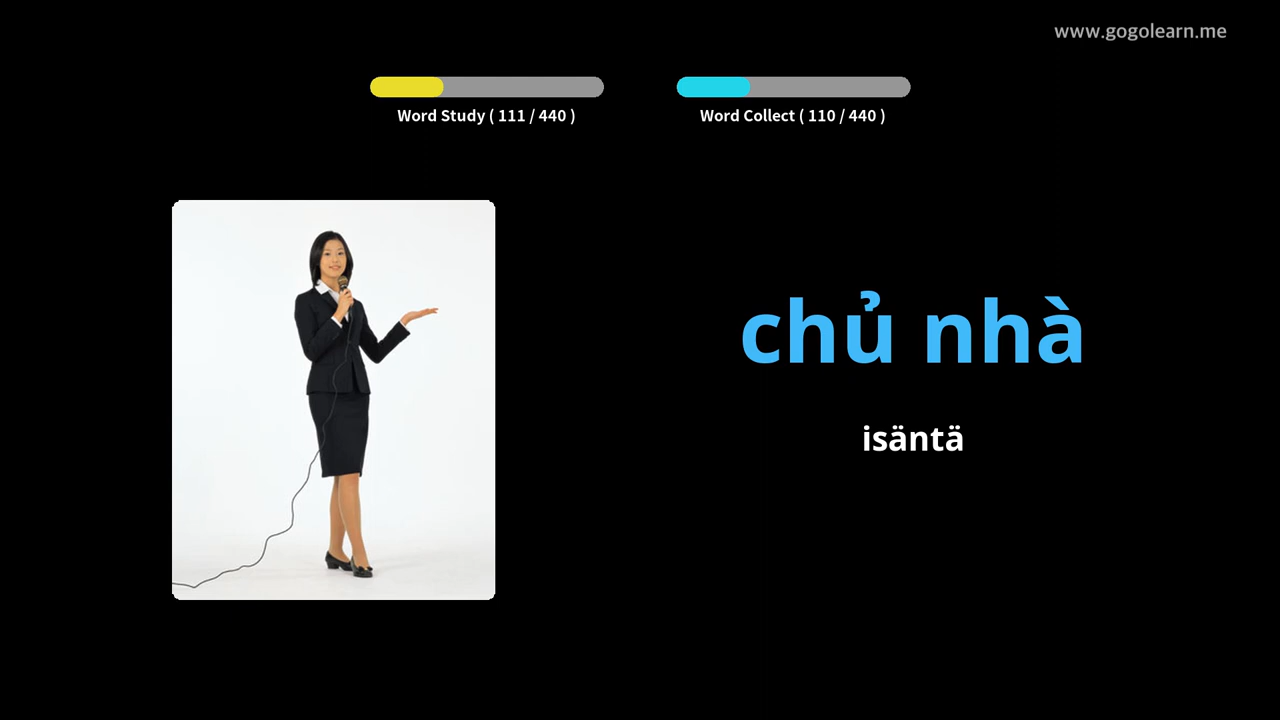 www.gogolearn.me
Word Study ( 111 / 440 )
Word Collect ( 110 / 440 )
chủ nhà
isäntä